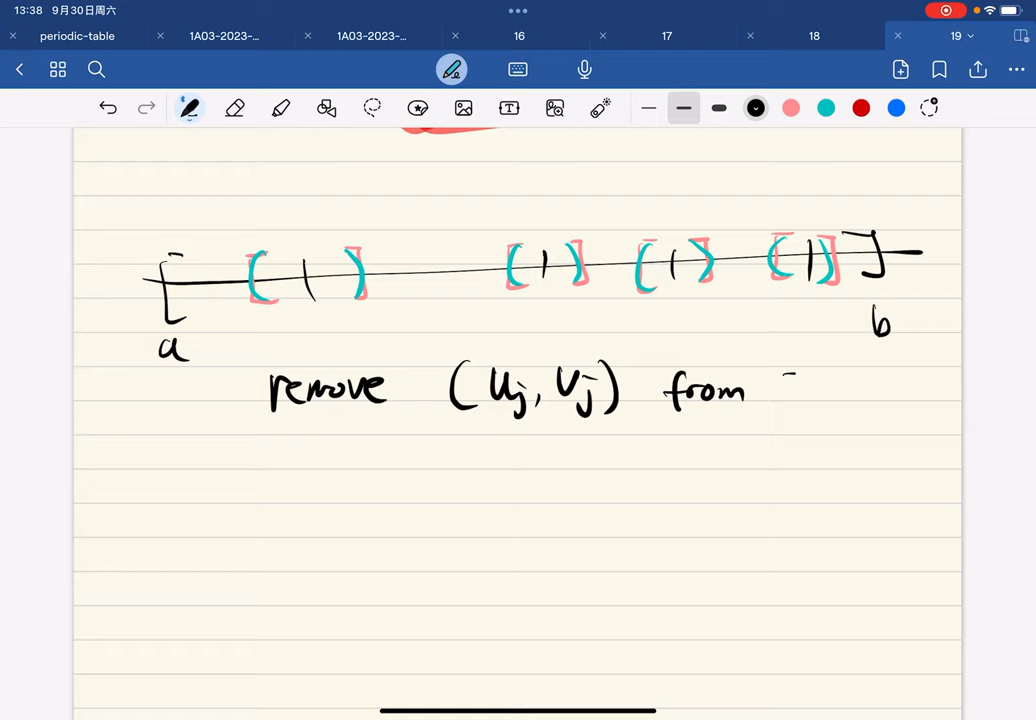 13:38 9月30日周六
periodic-table 1A03-2023-... 1A03-2023-... 16 17 18 19
a
b
remove (uj, vj) from